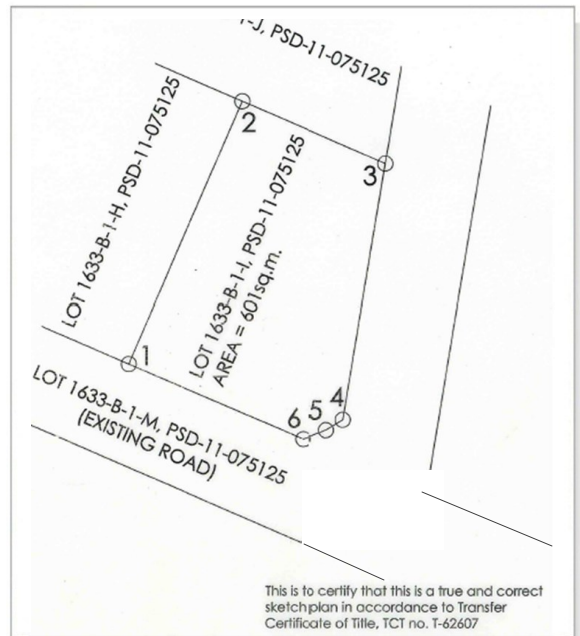 -J, PSD-11-075125
LOT 1633-B-1-H, PSD-11-075125
2
3
LOT 1633-B-1-I, PSD-11-075125
AREA = 601sq.m.
1
6 5 4
LOT 1633-B-1-M, PSD-11-075125
(EXISTING ROAD)
This is to certify that this is a true and correct
sketchplan in accordance to Transfer
Certificate of Title, TCT no. T-62607